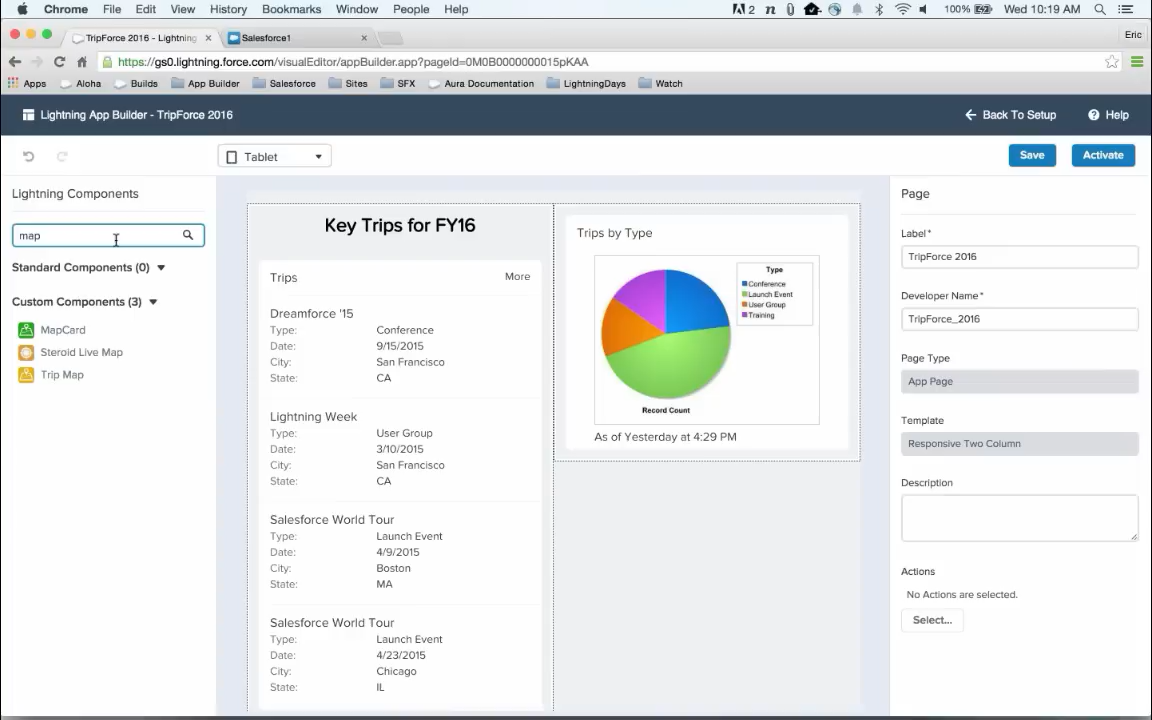 Chrome File Edit View History Bookmarks Window People Help 2 100% Wed 10:19 AM
TripForce 2016 - Lightning Salesforce1 Eric
https://gs0.lightning.force.com/visualEditor/appBuilder.app?pageId=0M0B0000000015pKAA
Apps Aloha Builds App Builder Salesforce Sites SFX Aura Documentation LightningDays Watch
Lightning App Builder - TripForce 2016 Back To Setup Help
Tablet Save Activate
Lightning Components
map
Standard Components (0)
Custom Components (3)
MapCard
Steroid Live Map
Trip Map
Key Trips for FY16
Trips More
Dreamforce '15
Type: Conference
Date: 9/15/2015
City: San Francisco
State: CA
Lightning Week
Type: User Group
Date: 3/10/2015
City: San Francisco
State: CA
Salesforce World Tour
Type: Launch Event
Date: 4/9/2015
City: Boston
State: MA
Salesforce World Tour
Type: Launch Event
Date: 4/23/2015
City: Chicago
State: IL
Trips by Type
Type
Conference
Launch Event
User Group
Training
Record Count
As of Yesterday at 4:29 PM
Page
Label*
TripForce 2016
Developer Name*
TripForce_2016
Page Type
App Page
Template
Responsive Two Column
Description
Actions
No Actions are selected.
Select...